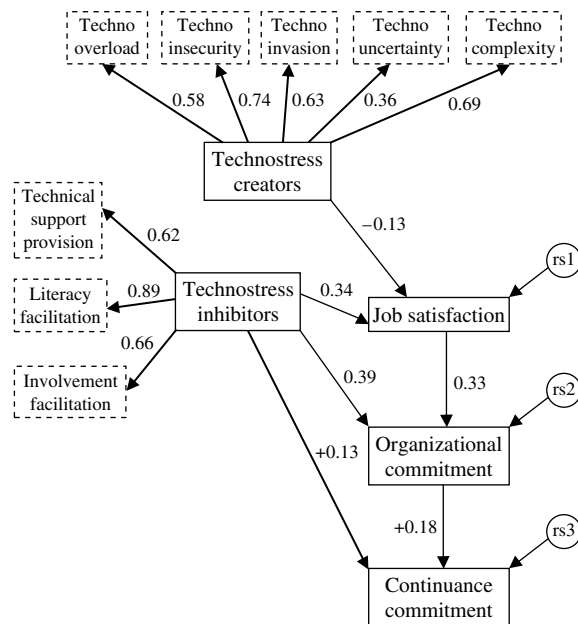 Techno
overload
Techno
insecurity
Techno
invasion
Techno
uncertainty
Techno
complexity
0.58
0.74
0.63
0.36
0.69
Technostress
creators
Technical
support
provision
0.62
−0.13
rs1
Literacy
facilitation
0.89
Technostress
inhibitors
0.34
Job satisfaction
0.66
Involvement
facilitation
0.39
0.33
rs2
Organizational
commitment
+0.13
+0.18
rs3
Continuance
commitment